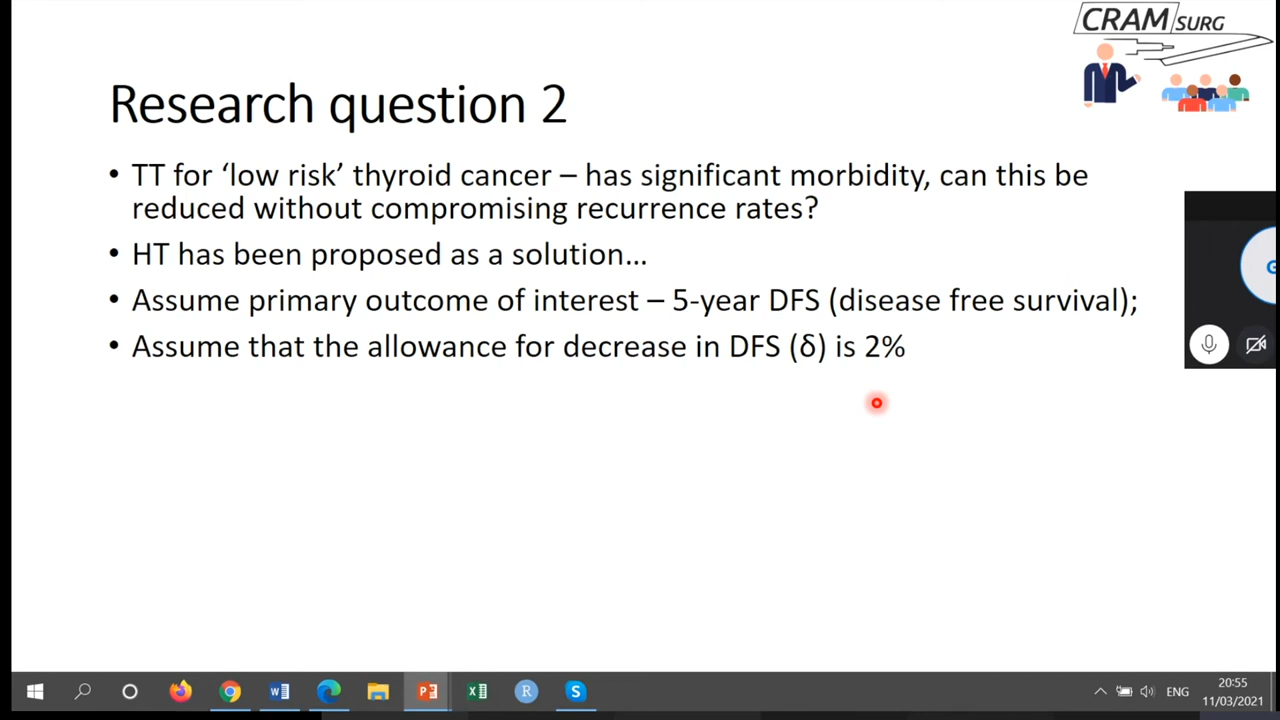 CRAM SURG
Research question 2
• TT for ‘low risk’ thyroid cancer – has significant morbidity, can this be
reduced without compromising recurrence rates?
• HT has been proposed as a solution…
• Assume primary outcome of interest – 5-year DFS (disease free survival);
• Assume that the allowance for decrease in DFS (δ) is 2%
ENG
20:55
11/03/2021